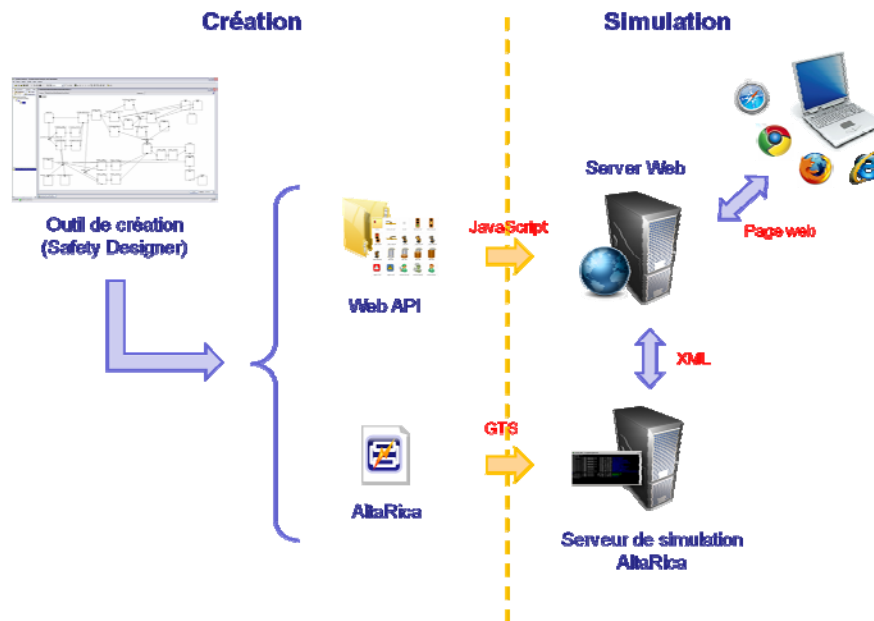 Création
Simulation
Outil de création
(Safety Designer)
Server Web
JavaScript
Page web
Web API
XML
GTS
AltaRica
Serveur de simulation
AltaRica